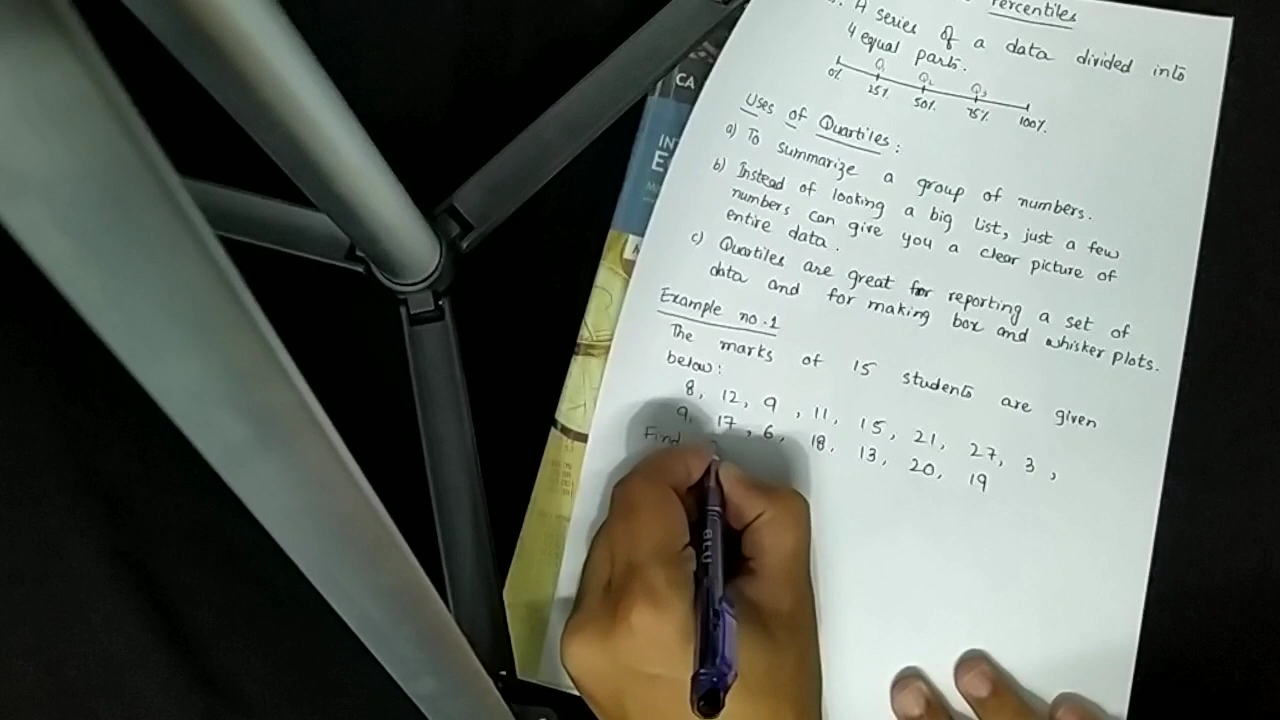 Percentiles
A series of a data divided into
4 equal parts.
Q1 Q2 Q3
0% 25% 50% 75% 100%
Uses of Quartiles:
a) To summarize a group of numbers.
b) Instead of looking a big list, just a few
numbers can give you a clear picture of
entire data.
c) Quartiles are great for reporting a set of
data and for making box and whisker plots.
Example no.1
The marks of 15 students are given
below:
8, 12, 9, 11, 15, 21, 27, 3,
9, 17, 6, 18, 13, 20, 19
Find
CA